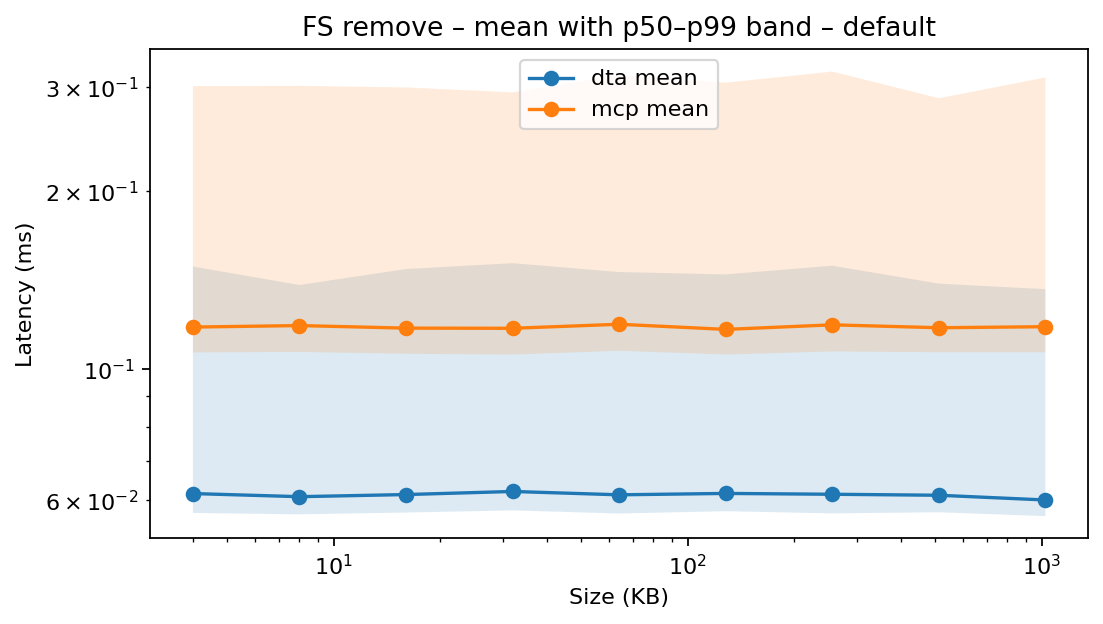 FS remove – mean with p50–p99 band – default
dta mean
mcp mean
3 × 10⁻¹
2 × 10⁻¹
10⁻¹
6 × 10⁻²
Latency (ms)
10¹
10²
10³
Size (KB)